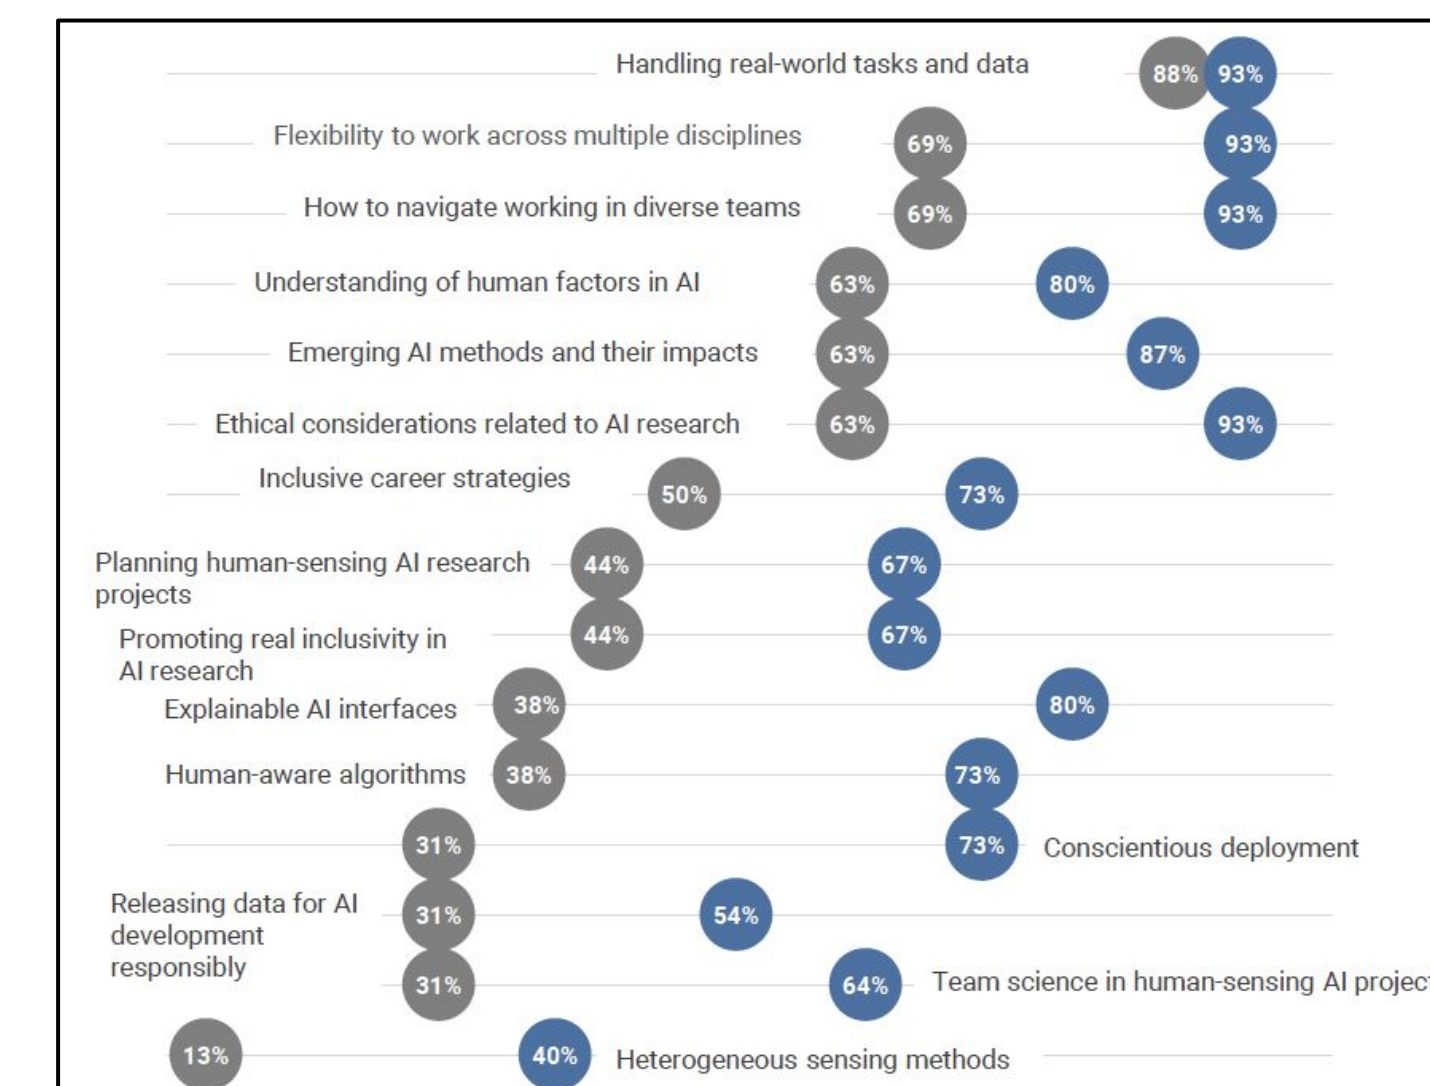 Handling real-world tasks and data 88% 93%
Flexibility to work across multiple disciplines 69% 93%
How to navigate working in diverse teams 69% 93%
Understanding of human factors in AI 63% 80%
Emerging AI methods and their impacts 63% 87%
Ethical considerations related to AI research 63% 93%
Inclusive career strategies 50% 73%
Planning human-sensing AI research
projects
44% 67%
Promoting real inclusivity in
AI research
44% 67%
Explainable AI interfaces 38% 80%
Human-aware algorithms 38% 73%
31% 73% Conscientious deployment
Releasing data for AI
development
responsibly
31% 54%
31% 64% Team science in human-sensing AI projec
13% 40% Heterogeneous sensing methods